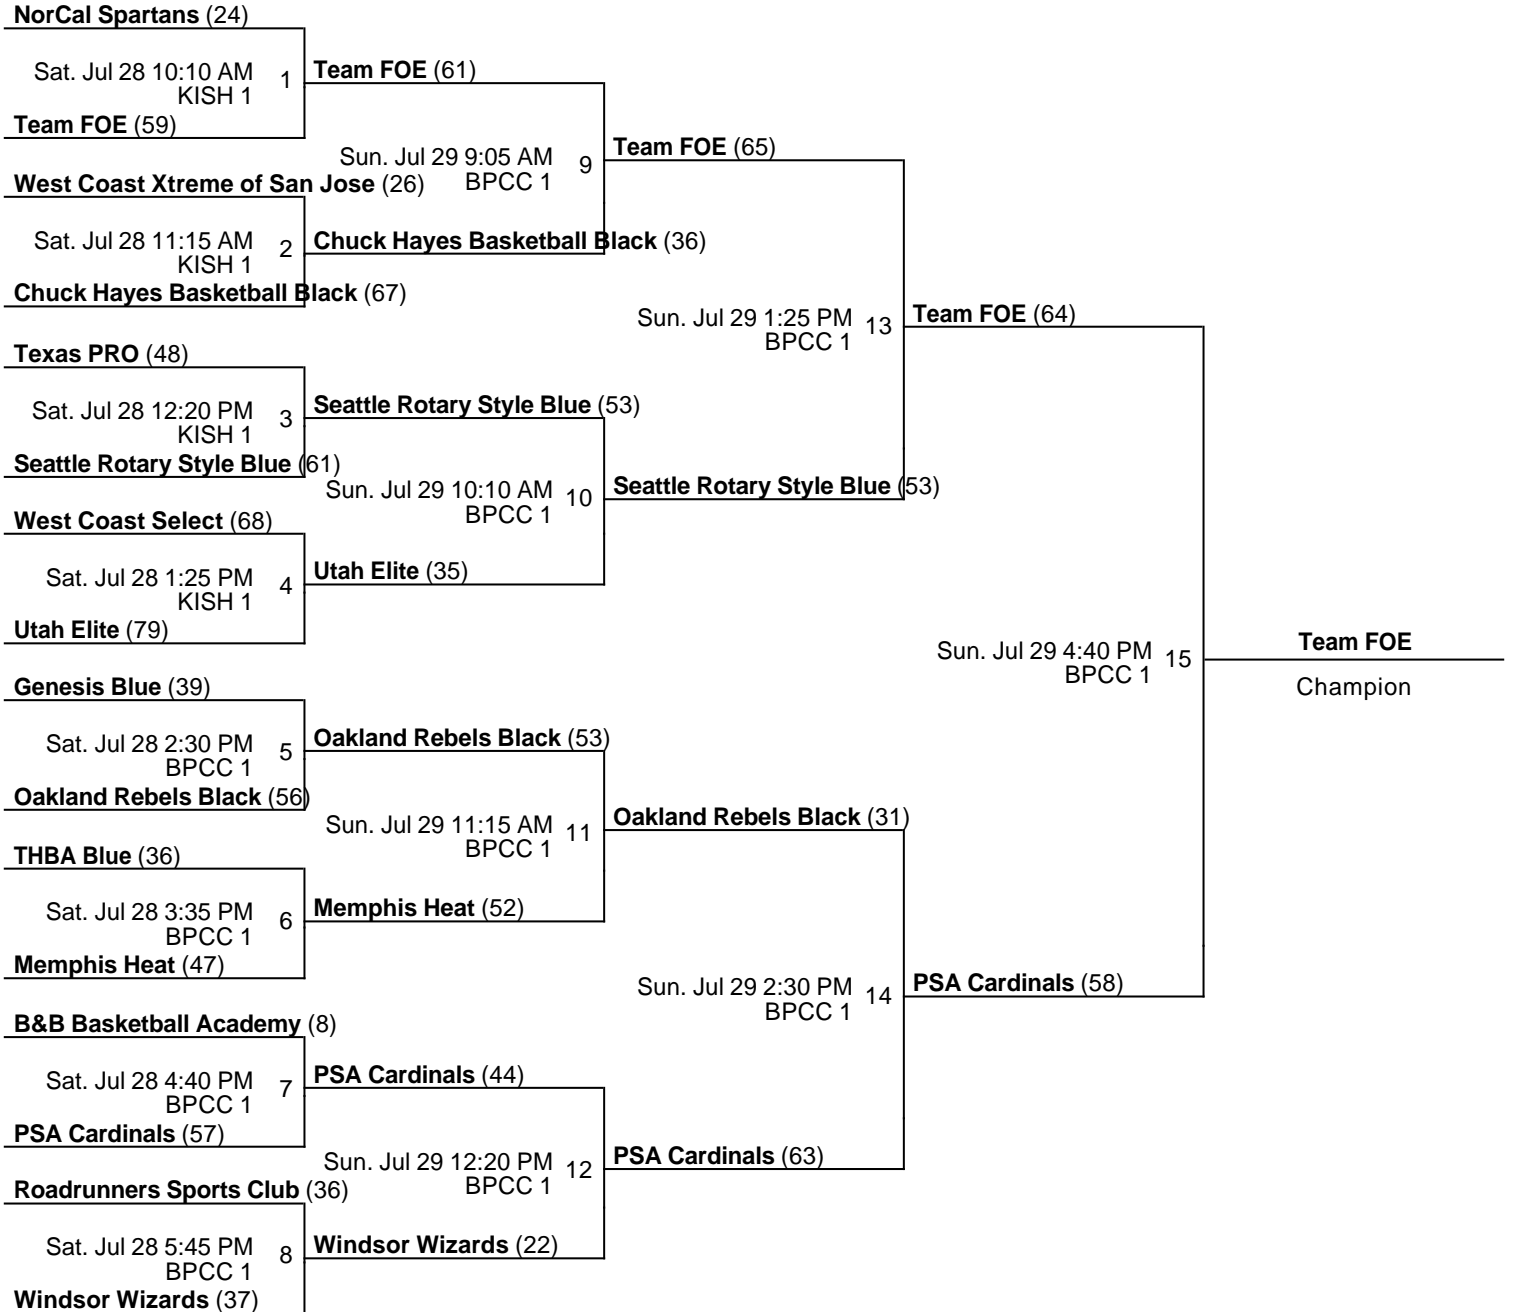 NorCal Spartans (24)
Sat. Jul 28 10:10 AM
KISH 1
1
Team FOE (59)
West Coast Xtreme of San Jose (26)
Sat. Jul 28 11:15 AM
KISH 1
2
Chuck Hayes Basketball Black (67)
Texas PRO (48)
Sat. Jul 28 12:20 PM
KISH 1
3
Seattle Rotary Style Blue (61)
West Coast Select (68)
Sat. Jul 28 1:25 PM
KISH 1
4
Utah Elite (79)
Genesis Blue (39)
Sat. Jul 28 2:30 PM
BPCC 1
5
Oakland Rebels Black (56)
THBA Blue (36)
Sat. Jul 28 3:35 PM
BPCC 1
6
Memphis Heat (47)
B&B Basketball Academy (8)
Sat. Jul 28 4:40 PM
BPCC 1
7
PSA Cardinals (57)
Roadrunners Sports Club (36)
Sat. Jul 28 5:45 PM
BPCC 1
8
Windsor Wizards (37)
Team FOE (61)
Sun. Jul 29 9:05 AM
BPCC 1
9
Chuck Hayes Basketball Black (36)
Seattle Rotary Style Blue (53)
Sun. Jul 29 10:10 AM
BPCC 1
10
Utah Elite (35)
Oakland Rebels Black (53)
Sun. Jul 29 11:15 AM
BPCC 1
11
Memphis Heat (52)
PSA Cardinals (44)
Sun. Jul 29 12:20 PM
BPCC 1
12
Windsor Wizards (22)
Team FOE (65)
Sun. Jul 29 1:25 PM
BPCC 1
13
Seattle Rotary Style Blue (53)
Oakland Rebels Black (31)
Sun. Jul 29 2:30 PM
BPCC 1
14
PSA Cardinals (63)
Team FOE (64)
Sun. Jul 29 4:40 PM
BPCC 1
15
PSA Cardinals (58)
Team FOE
Champion